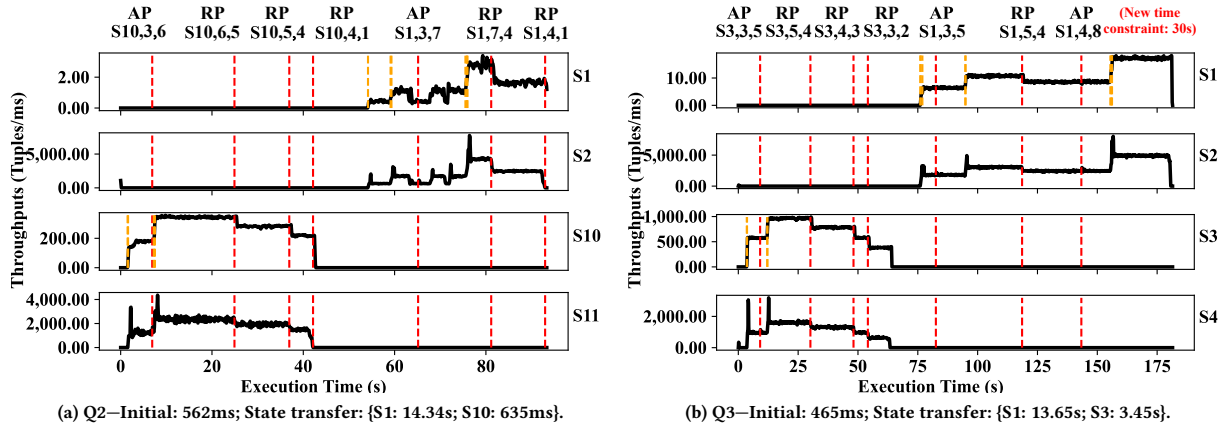 AP RP RP RP AP RP RP
S10,3,6 S10,6,5 S10,5,4 S10,4,1 S1,3,7 S1,7,4 S1,4,1
Throughputs (Tuples/ms)
2.00
0.00
S1
5,000.00
0.00
S2
200.00
0.00
S10
4,000.00
2,000.00
0.00
S11
0 20 40 60 80
Execution Time (s)
(a) Q2—Initial: 562ms; State transfer: {S1: 14.34s; S10: 635ms}.
AP RP RP RP AP RP AP (New time
S3,3,5 S3,5,4 S3,4,3 S3,3,2 S1,3,5 S1,5,4 S1,4,8 constraint: 30s)
Throughputs (Tuples/ms)
10.00
0.00
S1
5,000.00
0.00
S2
1,000.00
500.00
0.00
S3
2,000.00
0.00
S4
0 25 50 75 100 125 150 175
Execution Time (s)
(b) Q3—Initial: 465ms; State transfer: {S1: 13.65s; S3: 3.45s}.